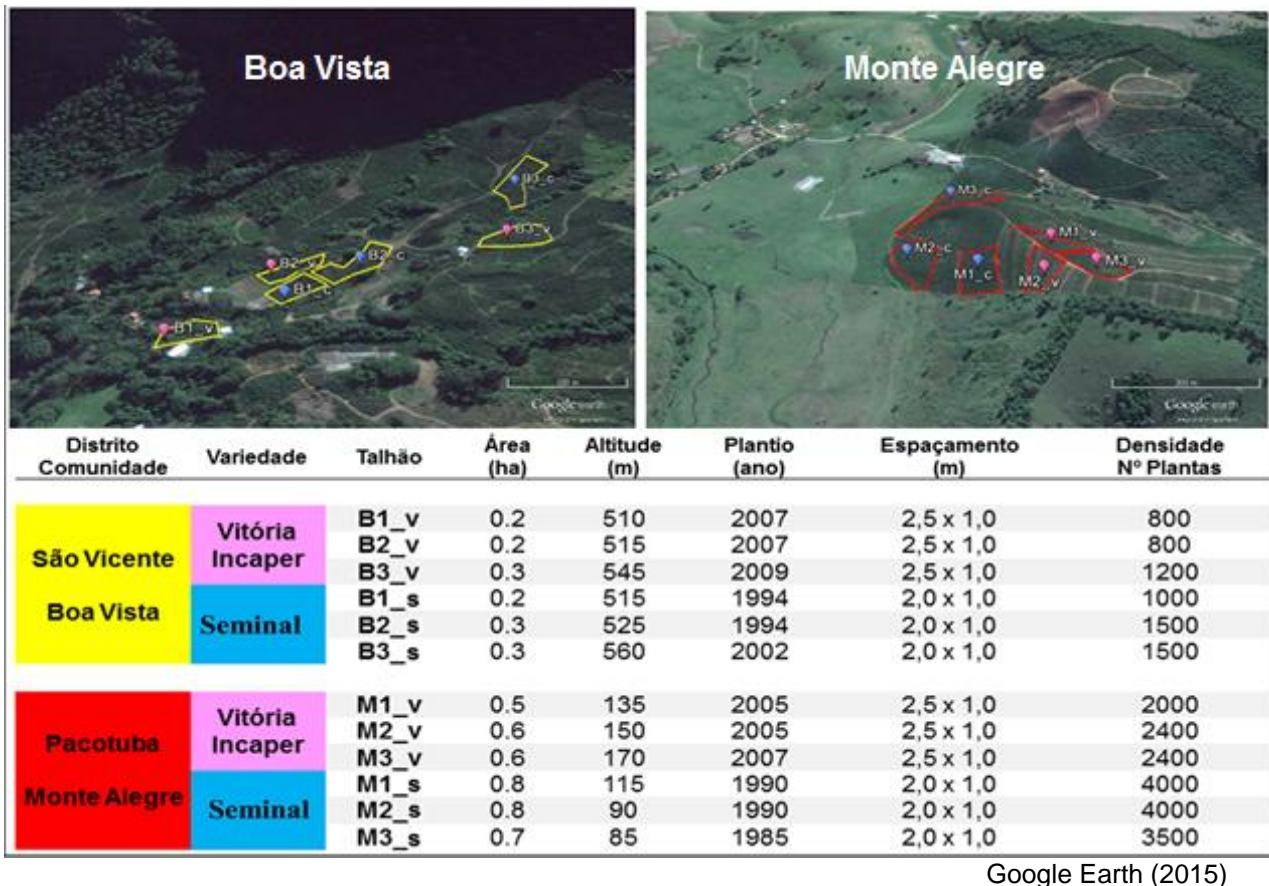 Boa Vista
B3_c
B3_v
B2_v
B2_c
B1_c
B1_v
Google earth
Monte Alegre
M3_c
M1_v
M2_c
M1_c
M3_v
M2_v
Google earth
Distrito Comunidade Variedade Talhão Área (ha) Altitude (m) Plantio (ano) Espaçamento (m) Densidade Nº Plantas
São Vicente
Boa Vista
Vitória Incaper
B1_v 0.2 510 2007 2,5 x 1,0 800
B2_v 0.2 515 2007 2,5 x 1,0 800
B3_v 0.3 545 2009 2,5 x 1,0 1200
Seminal
B1_s 0.2 515 1994 2,0 x 1,0 1000
B2_s 0.3 525 1994 2,0 x 1,0 1500
B3_s 0.3 560 2002 2,0 x 1,0 1500
Pacotuba
Monte Alegre
Vitória Incaper
M1_v 0.5 135 2005 2,5 x 1,0 2000
M2_v 0.6 150 2005 2,5 x 1,0 2400
M3_v 0.6 170 2007 2,5 x 1,0 2400
Seminal
M1_s 0.8 115 1990 2,0 x 1,0 4000
M2_s 0.8 90 1990 2,0 x 1,0 4000
M3_s 0.7 85 1985 2,0 x 1,0 3500
Google Earth (2015)